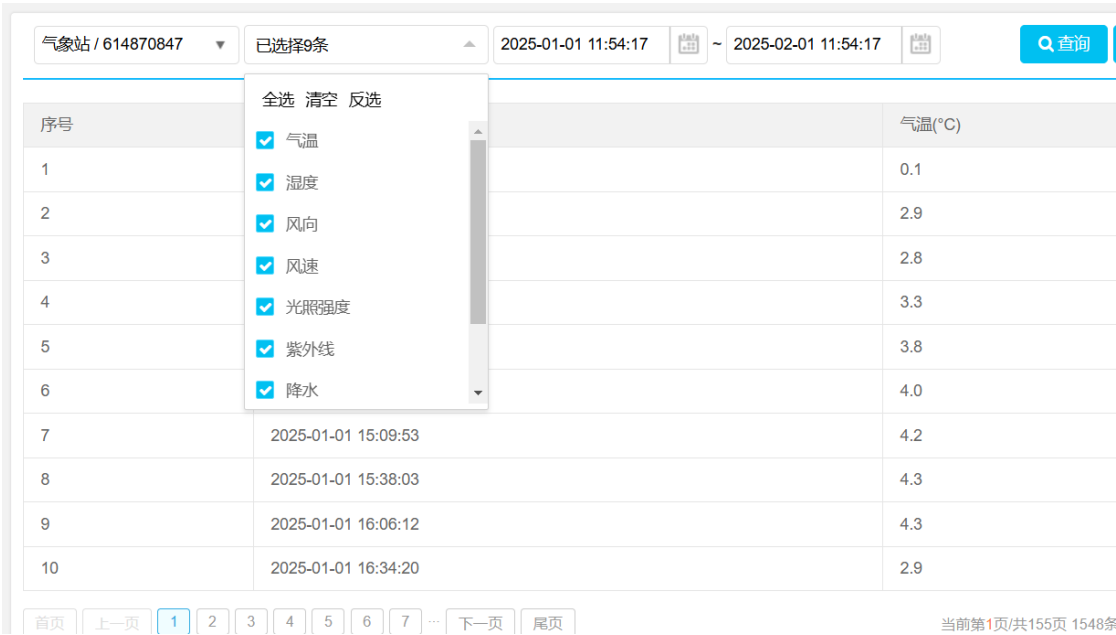 气象站 / 614870847 已选择9条 2025-01-01 11:54:17 ~ 2025-02-01 11:54:17 查询
全选 清空 反选
序号 气温(°C)
气温
1 0.1
湿度
2 2.9
风向
3 2.8
风速
4 3.3
光照强度
5 3.8
紫外线
6 4.0
降水
7 2025-01-01 15:09:53 4.2
8 2025-01-01 15:38:03 4.3
9 2025-01-01 16:06:12 4.3
10 2025-01-01 16:34:20 2.9
首页 上一页 1 2 3 4 5 6 7 ... 下一页 尾页 当前第1页/共155页 1548条